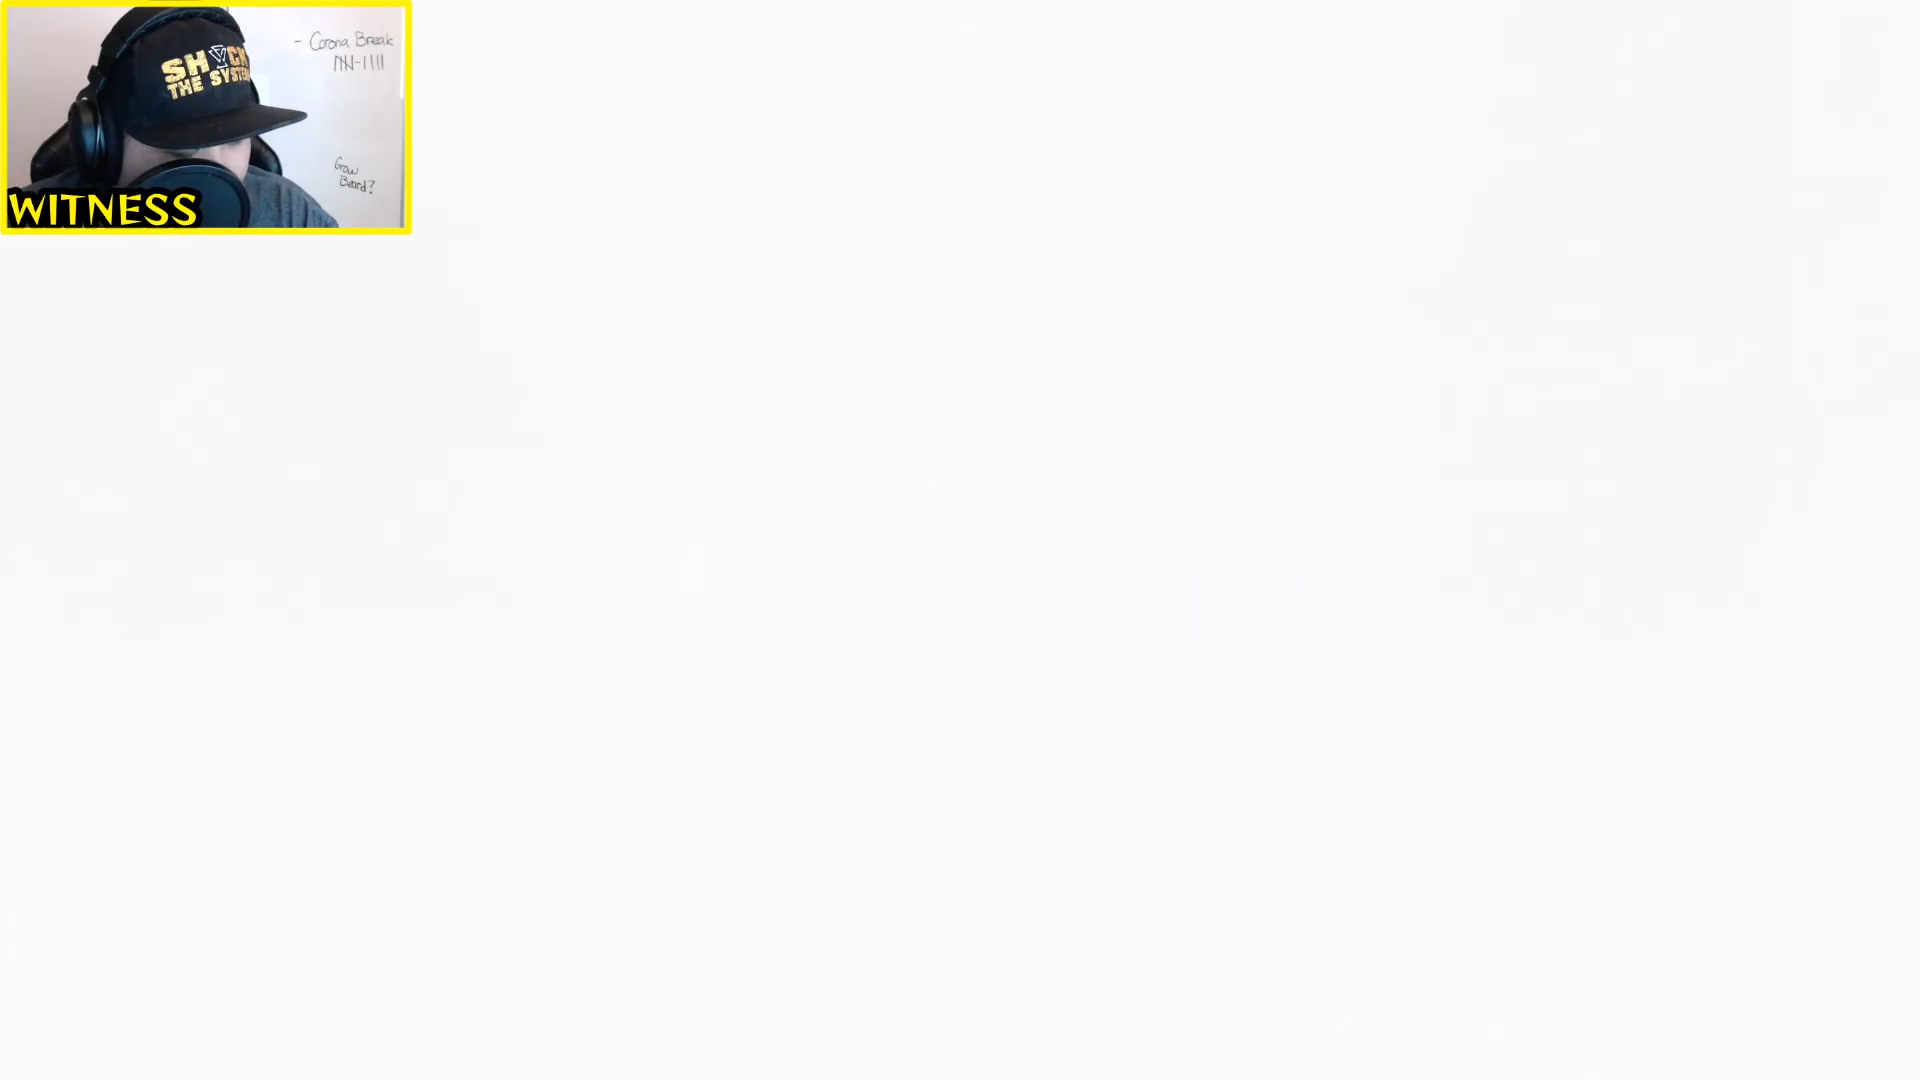 SHOCK
THE SYSTEM
- Corona Break
Grow
Beard?
WITNESS